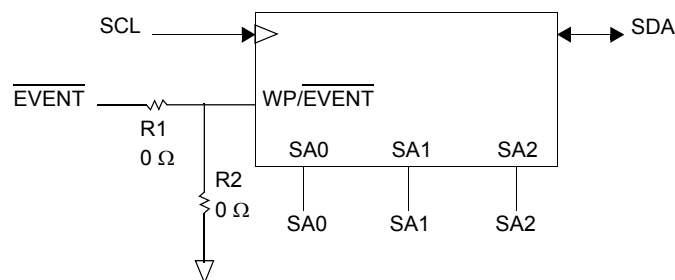 SCL
SDA
EVENT
WP/EVENT
R1
0 Ω
SA0 SA1 SA2
R2
0 Ω
SA0 SA1 SA2